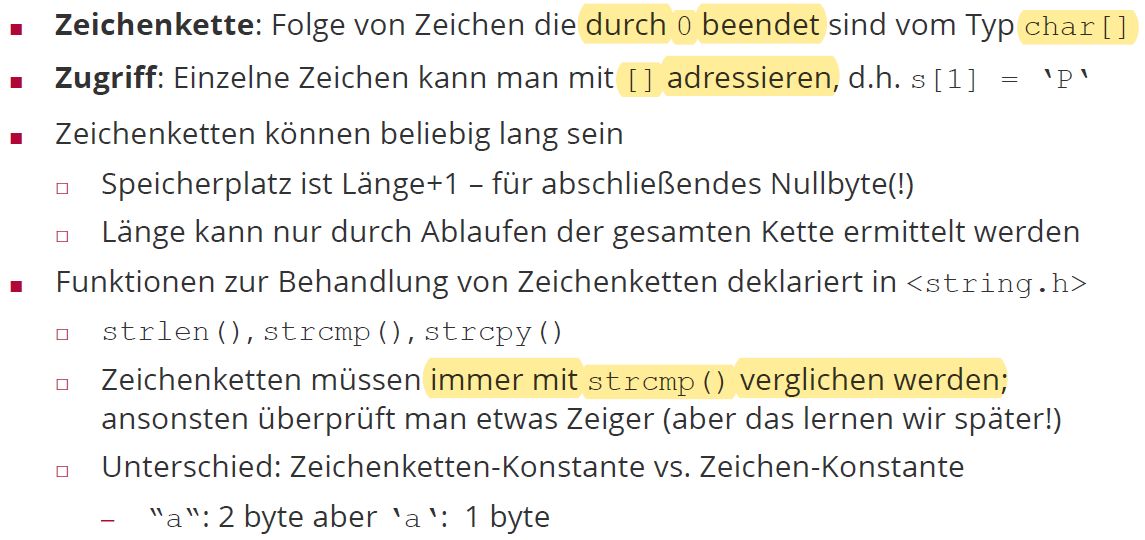 ▪ Zeichenkette: Folge von Zeichen die durch 0 beendet sind vom Typ char[]
▪ Zugriff: Einzelne Zeichen kann man mit [] adressieren, d.h. s[1] = ‘P‘
▪ Zeichenketten können beliebig lang sein
□ Speicherplatz ist Länge+1 – für abschließendes Nullbyte(!)
□ Länge kann nur durch Ablaufen der gesamten Kette ermittelt werden
▪ Funktionen zur Behandlung von Zeichenketten deklariert in <string.h>
□ strlen(), strcmp(), strcpy()
□ Zeichenketten müssen immer mit strcmp() verglichen werden;
ansonsten überprüft man etwas Zeiger (aber das lernen wir später!)
□ Unterschied: Zeichenketten-Konstante vs. Zeichen-Konstante
– “a“: 2 byte aber ‘a‘: 1 byte